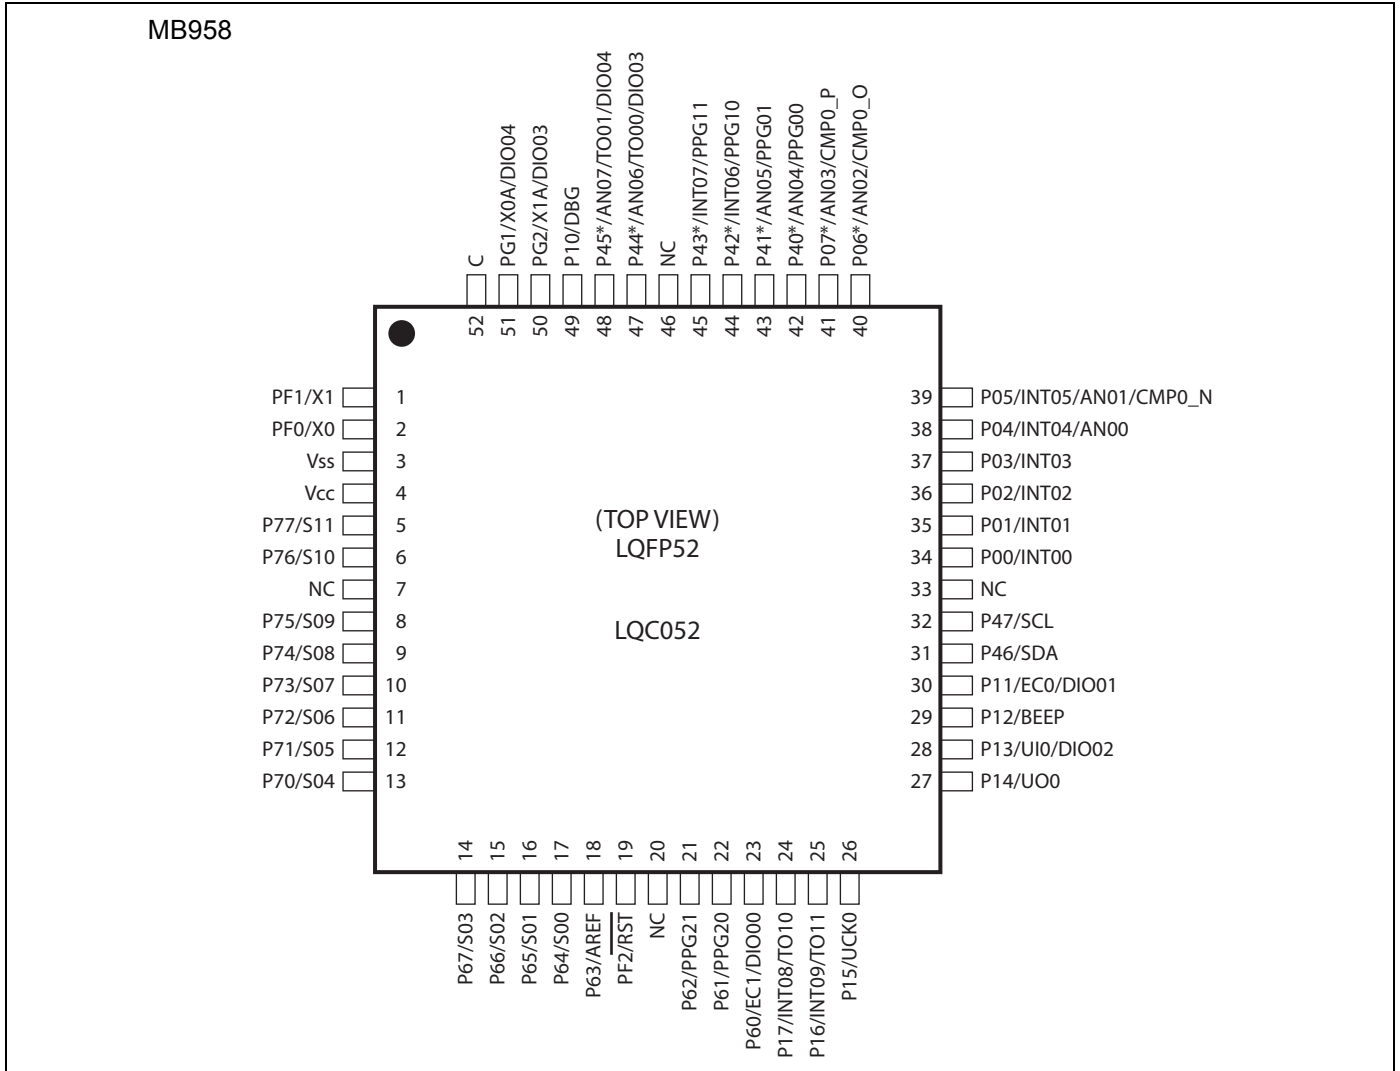 MB958
C
PG1/X0A/DIO04
PG2/X1A/DIO03
P10/DBG
P45*/AN07/TO01/DIO04
P44*/AN06/TO00/DIO03
NC
P43*/INT07/PPG11
P42*/INT06/PPG10
P41*/AN05/PPG01
P40*/AN04/PPG00
P07*/AN03/CMP0_P
P06*/AN02/CMP0_O
52
51
50
49
48
47
46
45
44
43
42
41
40
PF1/X1 1
PF0/X0 2
Vss 3
Vcc 4
P77/S11 5
P76/S10 6
NC 7
P75/S09 8
P74/S08 9
P73/S07 10
P72/S06 11
P71/S05 12
P70/S04 13
(TOP VIEW)
LQFP52
LQC052
39 P05/INT05/AN01/CMP0_N
38 P04/INT04/AN00
37 P03/INT03
36 P02/INT02
35 P01/INT01
34 P00/INT00
33 NC
32 P47/SCL
31 P46/SDA
30 P11/EC0/DIO01
29 P12/BEEP
28 P13/UI0/DIO02
27 P14/UO0
14
15
16
17
18
19
20
21
22
23
24
25
26
P67/S03
P66/S02
P65/S01
P64/S00
P63/AREF
PF2/RST
NC
P62/PPG21
P61/PPG20
P60/EC1/DIO00
P17/INT08/TO10
P16/INT09/TO11
P15/UCK0